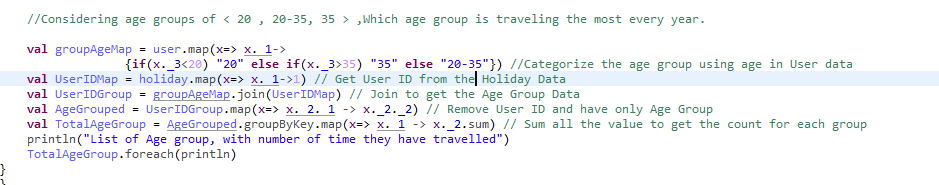 //Considering age groups of < 20 , 20-35, 35 > ,Which age group is traveling the most every year.
val groupAgeMap = user.map(x=> x._1->
{if(x._3<20) "20" else if(x._3>35) "35" else "20-35"}) //Categorize the age group using age in User data
val UserIDMap = holiday.map(x=> x._1->1) // Get User ID from the Holiday Data
val UserIDGroup = groupAgeMap.join(UserIDMap) // Join to get the Age Group Data
val AgeGrouped = UserIDGroup.map(x=> x._2._1 -> x._2._2) // Remove User ID and have only Age Group
val TotalAgeGroup = AgeGrouped.groupByKey.map(x=> x._1 -> x._2.sum) // Sum all the value to get the count for each group
println("List of Age group, with number of time they have travelled")
TotalAgeGroup.foreach(println)
}
}